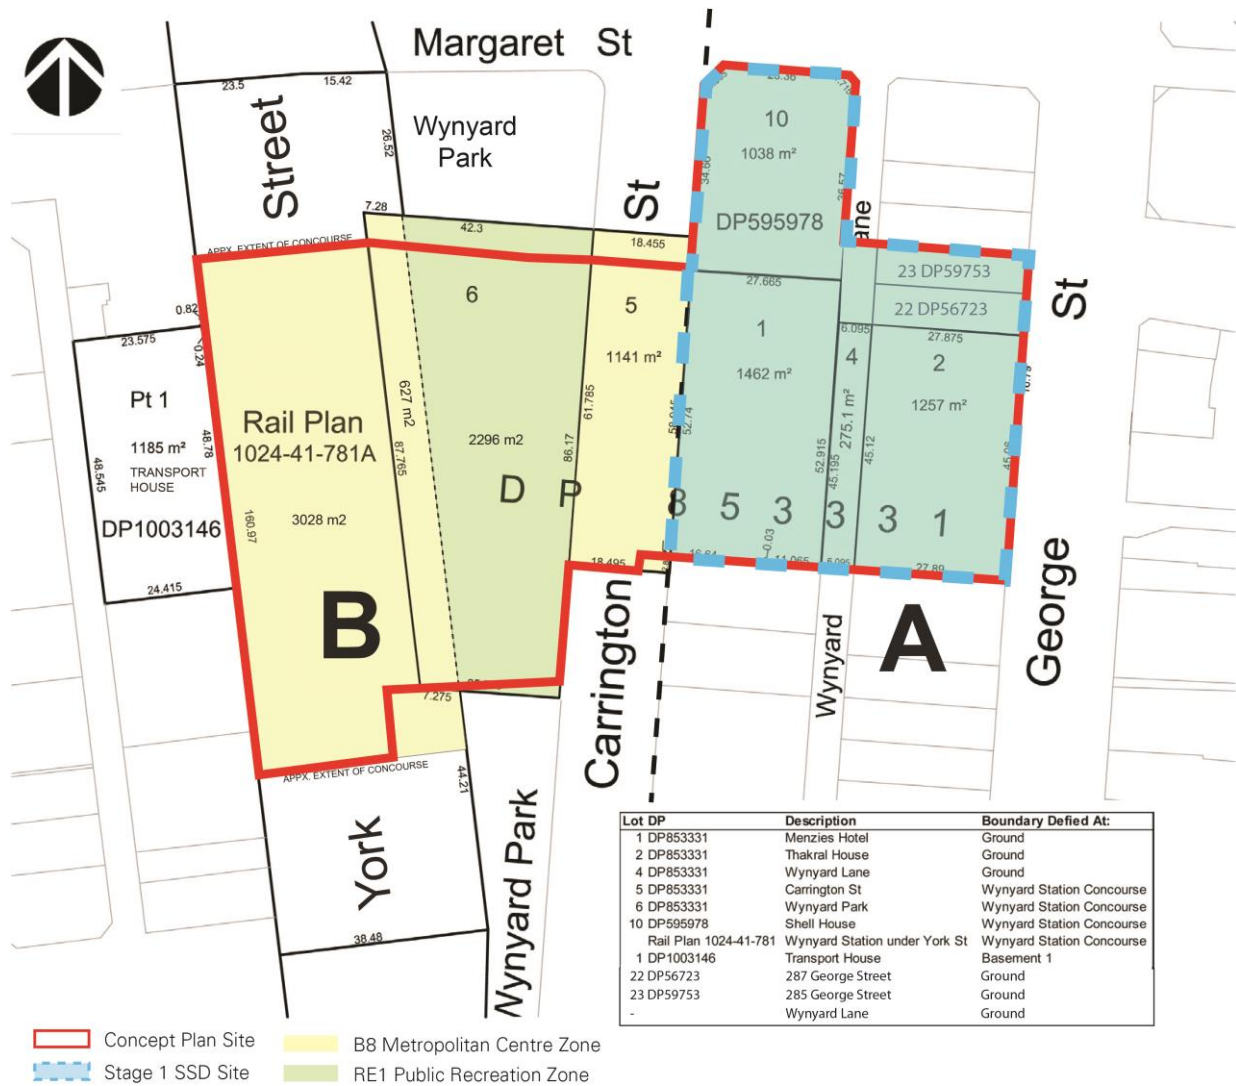 Margaret St
23.5
15.42
26.52
Street
Wynyard
Park
7.28
42.3
18.455
St
APPX. EXTENT OF CONCOURSE
10
1038 m²
34.66
36.57
DP595978
23 DP59753
22 DP56723
St
27.665
6.095
27.875
0.82
23.575
0.24
Pt 1
1185 m²
TRANSPORT
HOUSE
DP1003146
48.545
48.78
24.415
Rail Plan
1024-41-781A
3028 m2
160.97
627 m2
87.765
6
2296 m2
61.785
86.17
5
1141 m²
52.74
1
1462 m²
4
275.1 m²
52.915
45.195
45.12
2
1257 m²
D P 8 5 3 3 3 1
18.495
27.89
B
A
7.275
Carrington
Wynyard
George
APPX. EXTENT OF CONCOURSE
44.21
York
38.48
Wynyard Park
Lot DP Description Boundary Defied At:
1 DP853331 Menzies Hotel Ground
2 DP853331 Thakral House Ground
4 DP853331 Wynyard Lane Ground
5 DP853331 Carrington St Wynyard Station Concourse
6 DP853331 Wynyard Park Wynyard Station Concourse
10 DP595978 Shell House Wynyard Station Concourse
Rail Plan 1024-41-781 Wynyard Station under York St Wynyard Station Concourse
1 DP1003146 Transport House Basement 1
22 DP56723 287 George Street Ground
23 DP59753 285 George Street Ground
- Wynyard Lane Ground
Concept Plan Site
B8 Metropolitan Centre Zone
Stage 1 SSD Site
RE1 Public Recreation Zone